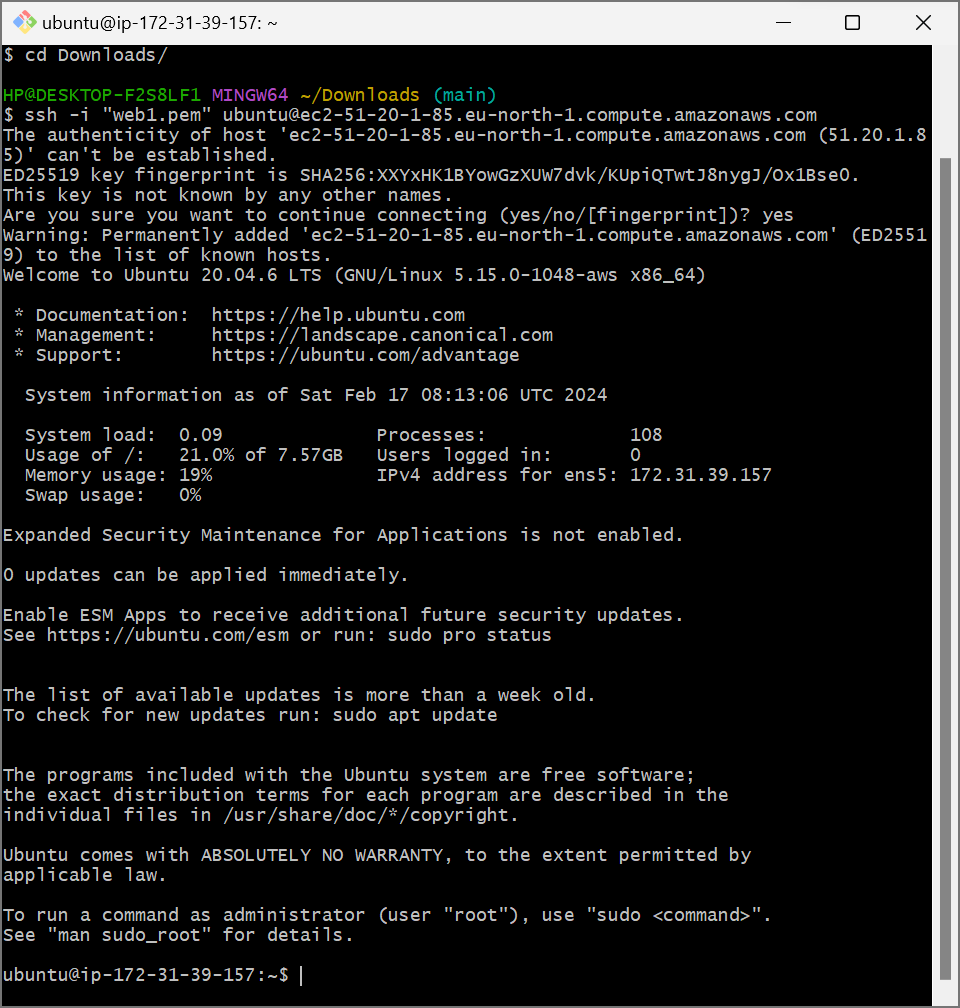 ubuntu@ip-172-31-39-157: ~
$ cd Downloads/
HP@DESKTOP-F2S8LF1 MINGW64 ~/Downloads (main)
$ ssh -i "web1.pem" ubuntu@ec2-51-20-1-85.eu-north-1.compute.amazonaws.com
The authenticity of host 'ec2-51-20-1-85.eu-north-1.compute.amazonaws.com (51.20.1.8
5)' can't be established.
ED25519 key fingerprint is SHA256:XXYxHK1BYowGzXUW7dvk/KUpiQTwtJ8nygJ/Ox1Bse0.
This key is not known by any other names.
Are you sure you want to continue connecting (yes/no/[fingerprint])? yes
Warning: Permanently added 'ec2-51-20-1-85.eu-north-1.compute.amazonaws.com' (ED2551
9) to the list of known hosts.
Welcome to Ubuntu 20.04.6 LTS (GNU/Linux 5.15.0-1048-aws x86_64)
* Documentation:  https://help.ubuntu.com
* Management:     https://landscape.canonical.com
* Support:        https://ubuntu.com/advantage
System information as of Sat Feb 17 08:13:06 UTC 2024
System load:  0.09              Processes:             108
Usage of /:   21.0% of 7.57GB   Users logged in:       0
Memory usage: 19%               IPv4 address for ens5: 172.31.39.157
Swap usage:   0%
Expanded Security Maintenance for Applications is not enabled.
0 updates can be applied immediately.
Enable ESM Apps to receive additional future security updates.
See https://ubuntu.com/esm or run: sudo pro status
The list of available updates is more than a week old.
To check for new updates run: sudo apt update
The programs included with the Ubuntu system are free software;
the exact distribution terms for each program are described in the
individual files in /usr/share/doc/*/copyright.
Ubuntu comes with ABSOLUTELY NO WARRANTY, to the extent permitted by
applicable law.
To run a command as administrator (user "root"), use "sudo <command>".
See "man sudo_root" for details.
ubuntu@ip-172-31-39-157:~$